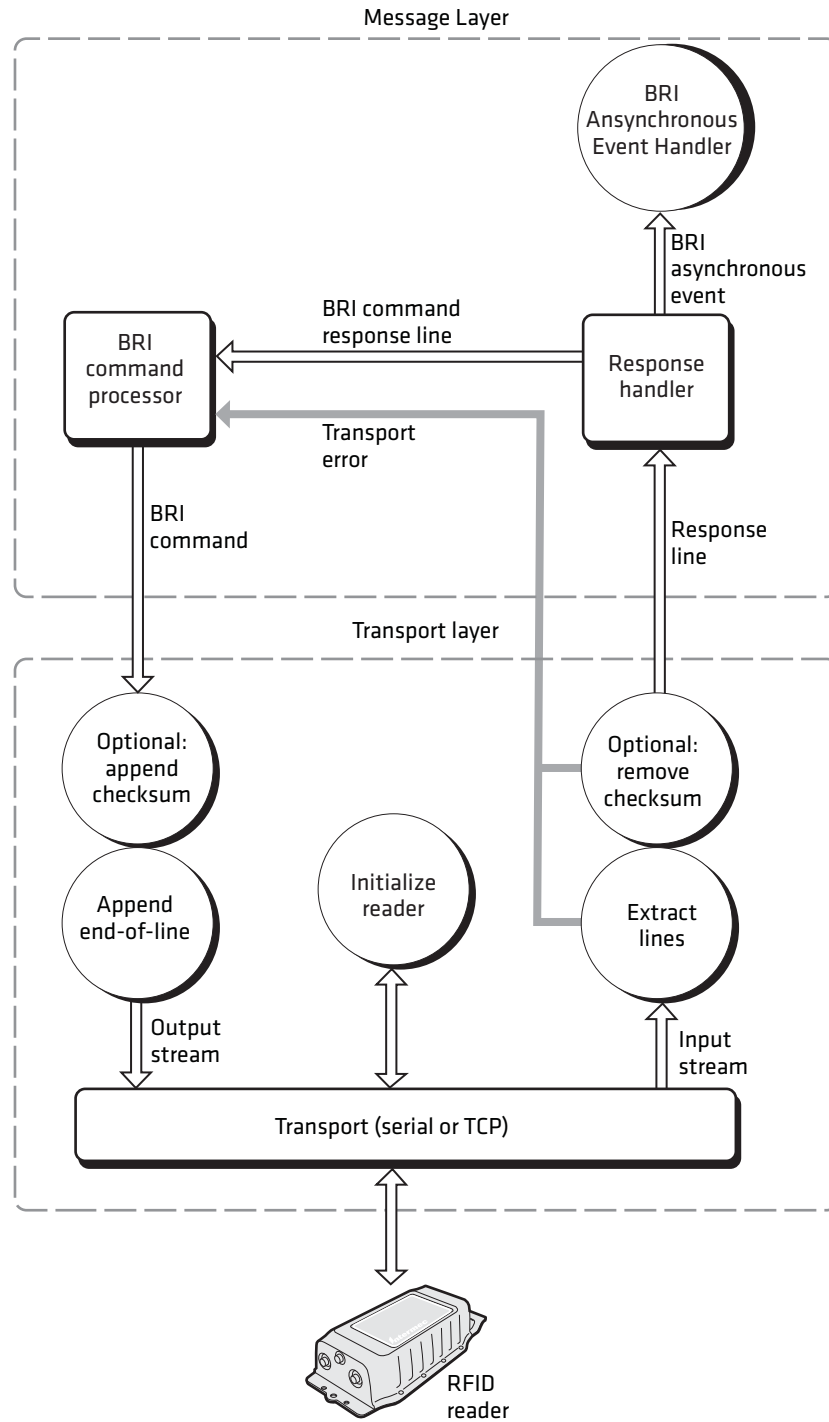 Message Layer
BRI
Ansynchronous
Event Handler
BRI
asynchronous
event
BRI command
response line
BRI
command
processor
Response
handler
Transport
error
BRI
command
Response
line
Transport layer
Optional:
append
checksum
Optional:
remove
checksum
Initialize
reader
Append
end-of-line
Extract
lines
Output
stream
Input
stream
Transport (serial or TCP)
Intermec
RFID
reader